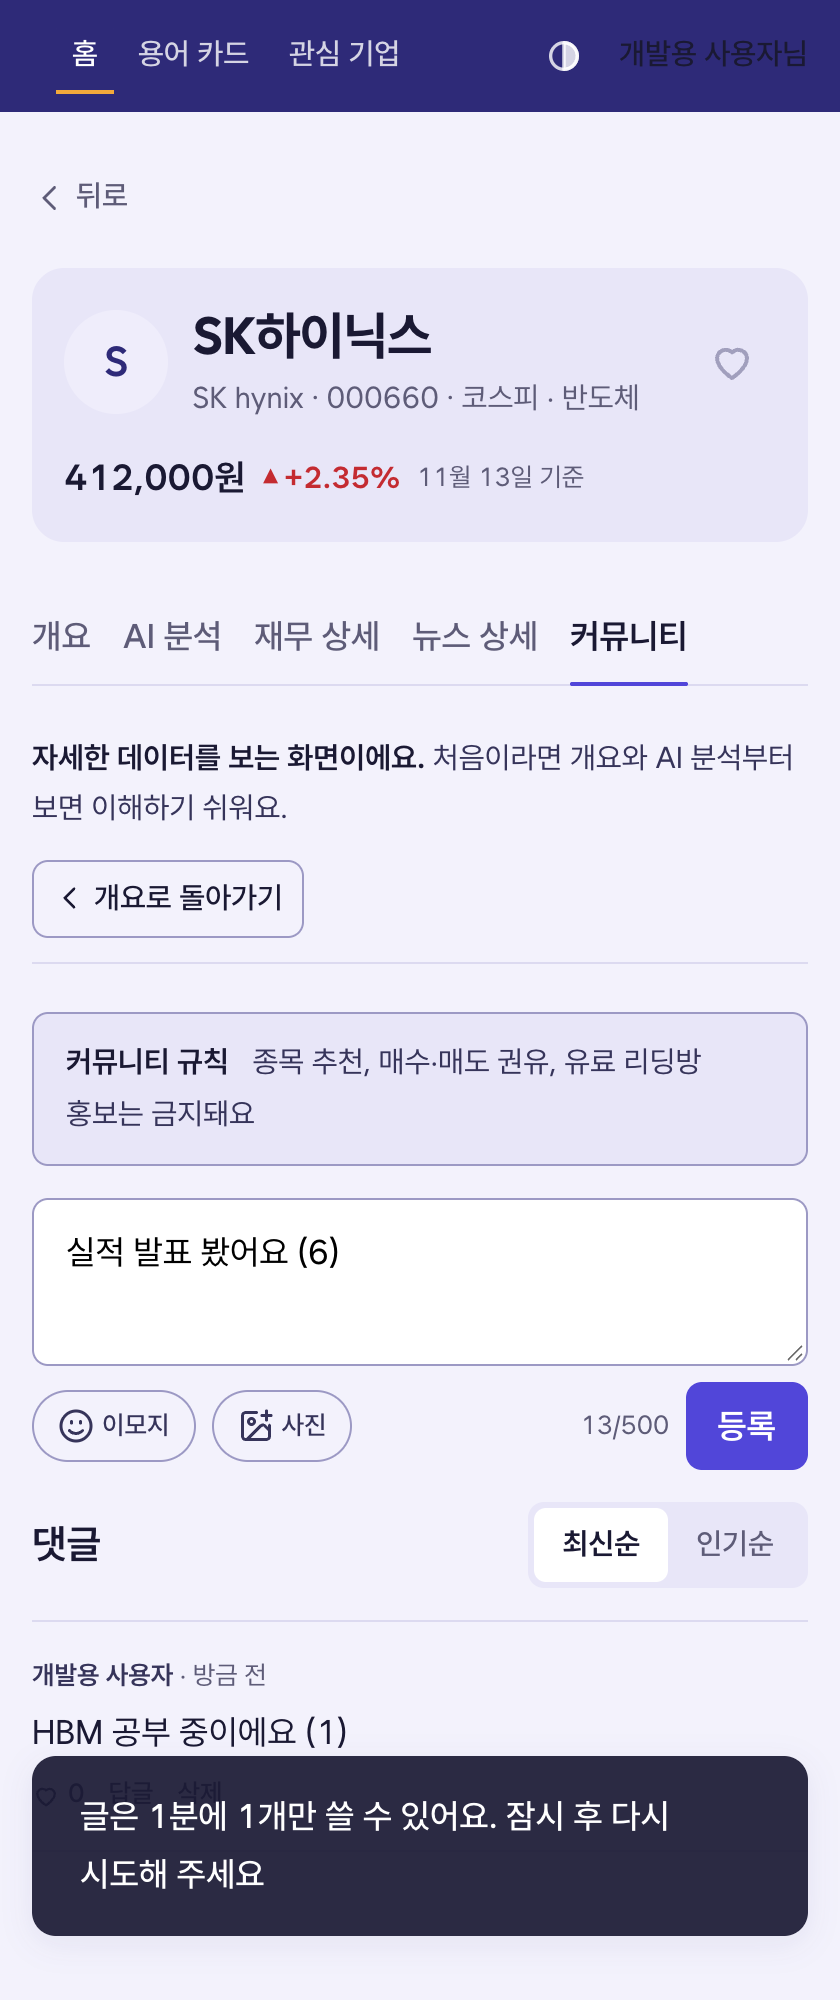 홈 용어 카드 관심 기업 개발용 사용자님
뒤로
S
SK하이닉스
SK hynix · 000660 · 코스피 · 반도체
412,000원 ▲+2.35% 11월 13일 기준
개요 AI 분석 재무 상세 뉴스 상세 커뮤니티
자세한 데이터를 보는 화면이에요. 처음이라면 개요와 AI 분석부터
보면 이해하기 쉬워요.
개요로 돌아가기
커뮤니티 규칙 종목 추천, 매수·매도 권유, 유료 리딩방
홍보는 금지돼요
실적 발표 봤어요 (6)
이모지 사진 13/500 등록
댓글 최신순 인기순
개발용 사용자 · 방금 전
HBM 공부 중이에요 (1)
0 답글 삭제
글은 1분에 1개만 쓸 수 있어요. 잠시 후 다시
시도해 주세요